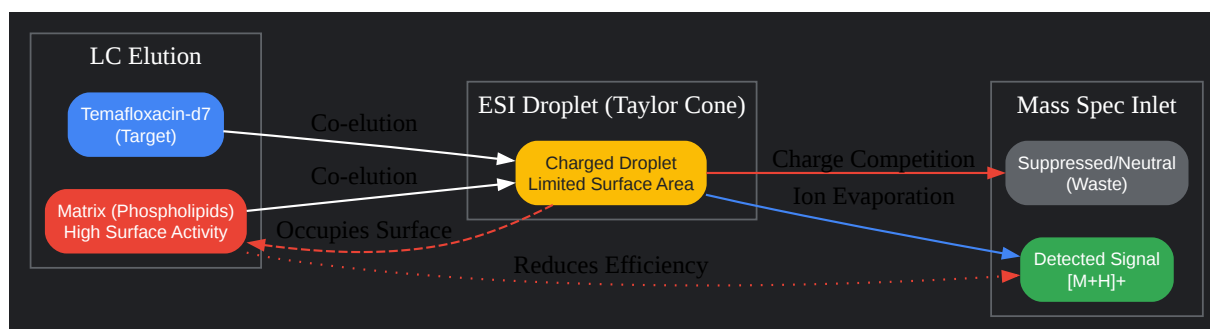 LC Elution
Temafloxacin-d7
(Target)
Matrix (Phospholipids)
High Surface Activity
Co-elution
Co-elution
Occupies Surface
Reduces Efficiency
ESI Droplet (Taylor Cone)
Charged Droplet
Limited Surface Area
Charge Competition
Ion Evaporation
Mass Spec Inlet
Suppressed/Neutral
(Waste)
Detected Signal
[M+H]+